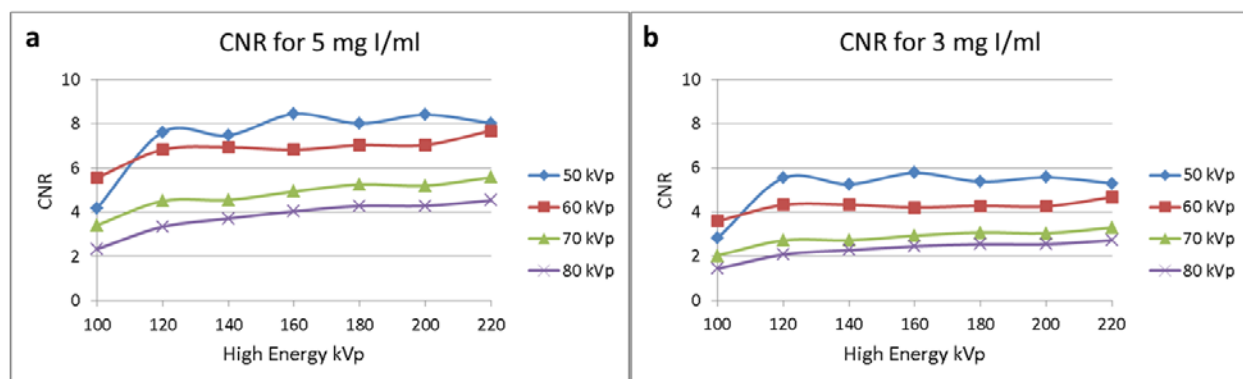 a
CNR for 5 mg I/ml
CNR
10
8
6
4
2
0
100 120 140 160 180 200 220
High Energy kVp
50 kVp
60 kVp
70 kVp
80 kVp
b
CNR for 3 mg I/ml
CNR
10
8
6
4
2
0
100 120 140 160 180 200 220
High Energy kVp
50 kVp
60 kVp
70 kVp
80 kVp